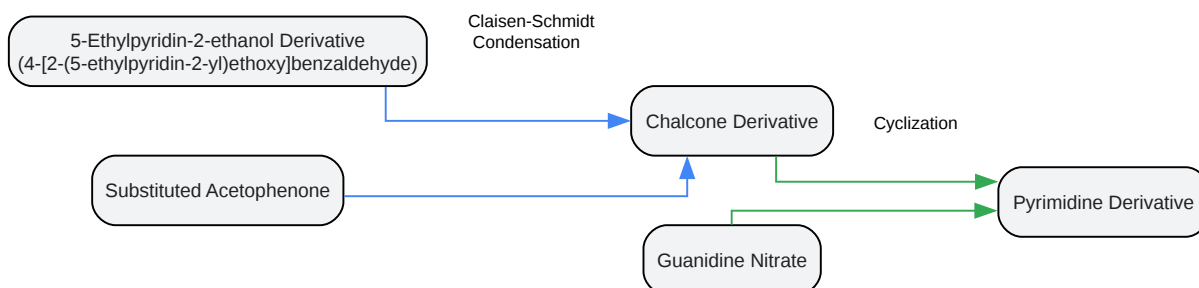 Claisen-Schmidt
Condensation
5-Ethylpyridin-2-ethanol Derivative
(4-[2-(5-ethylpyridin-2-yl)ethoxy]benzaldehyde)
Chalcone Derivative
Cyclization
Substituted Acetophenone
Pyrimidine Derivative
Guanidine Nitrate